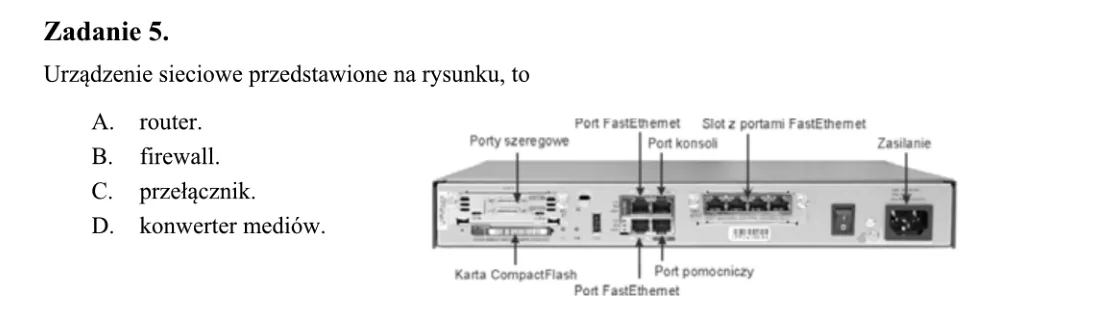 Zadanie 5.
Urządzenie sieciowe przedstawione na rysunku, to
A. router.
B. firewall.
C. przełącznik.
D. konwerter mediów.
Port FastEthernet Slot z portami FastEthernet
Porty szeregowe Port konsoli Zasilanie
Karta CompactFlash Port pomocniczy
Port FastEthernet